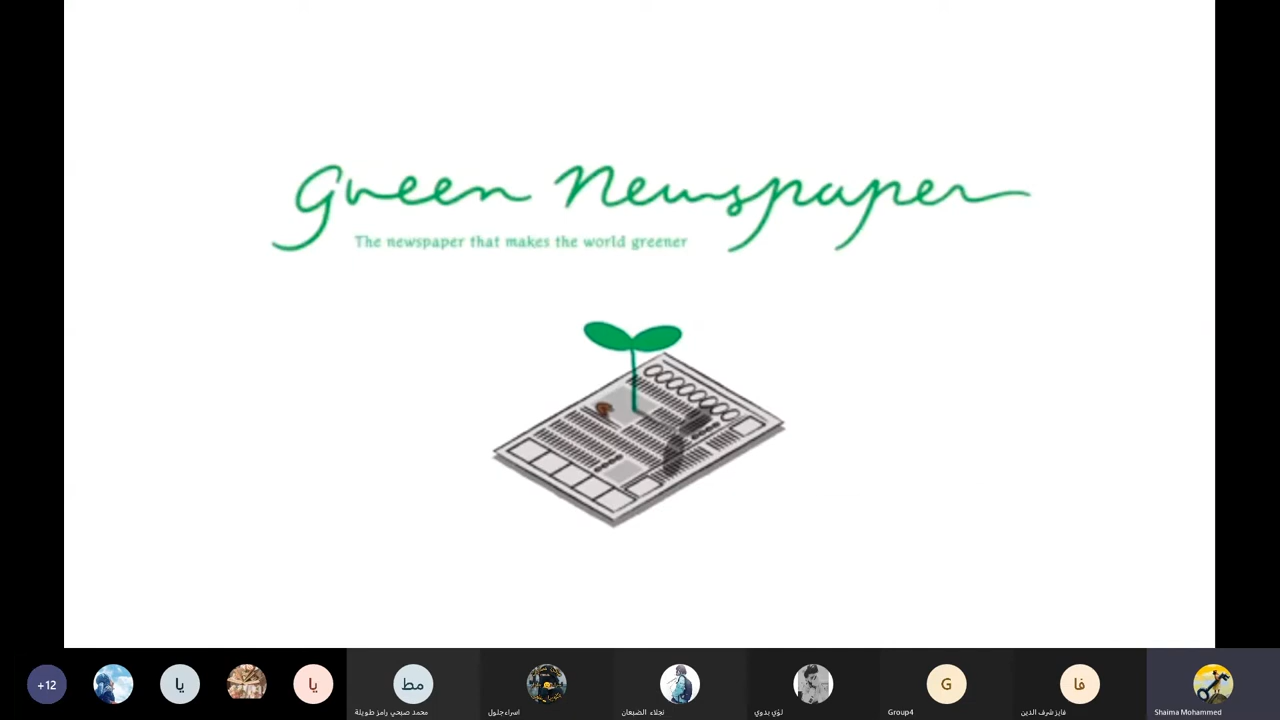 Green Newspaper
The newspaper that makes the world greener
+12
يا
يا
مط
G
فا
محمد صبحي رامز طويلة
اسراء جلول
نجلاء الضبعان
لؤي بدوي
Group4
فايز شرف الدين
Shaima Mohammed